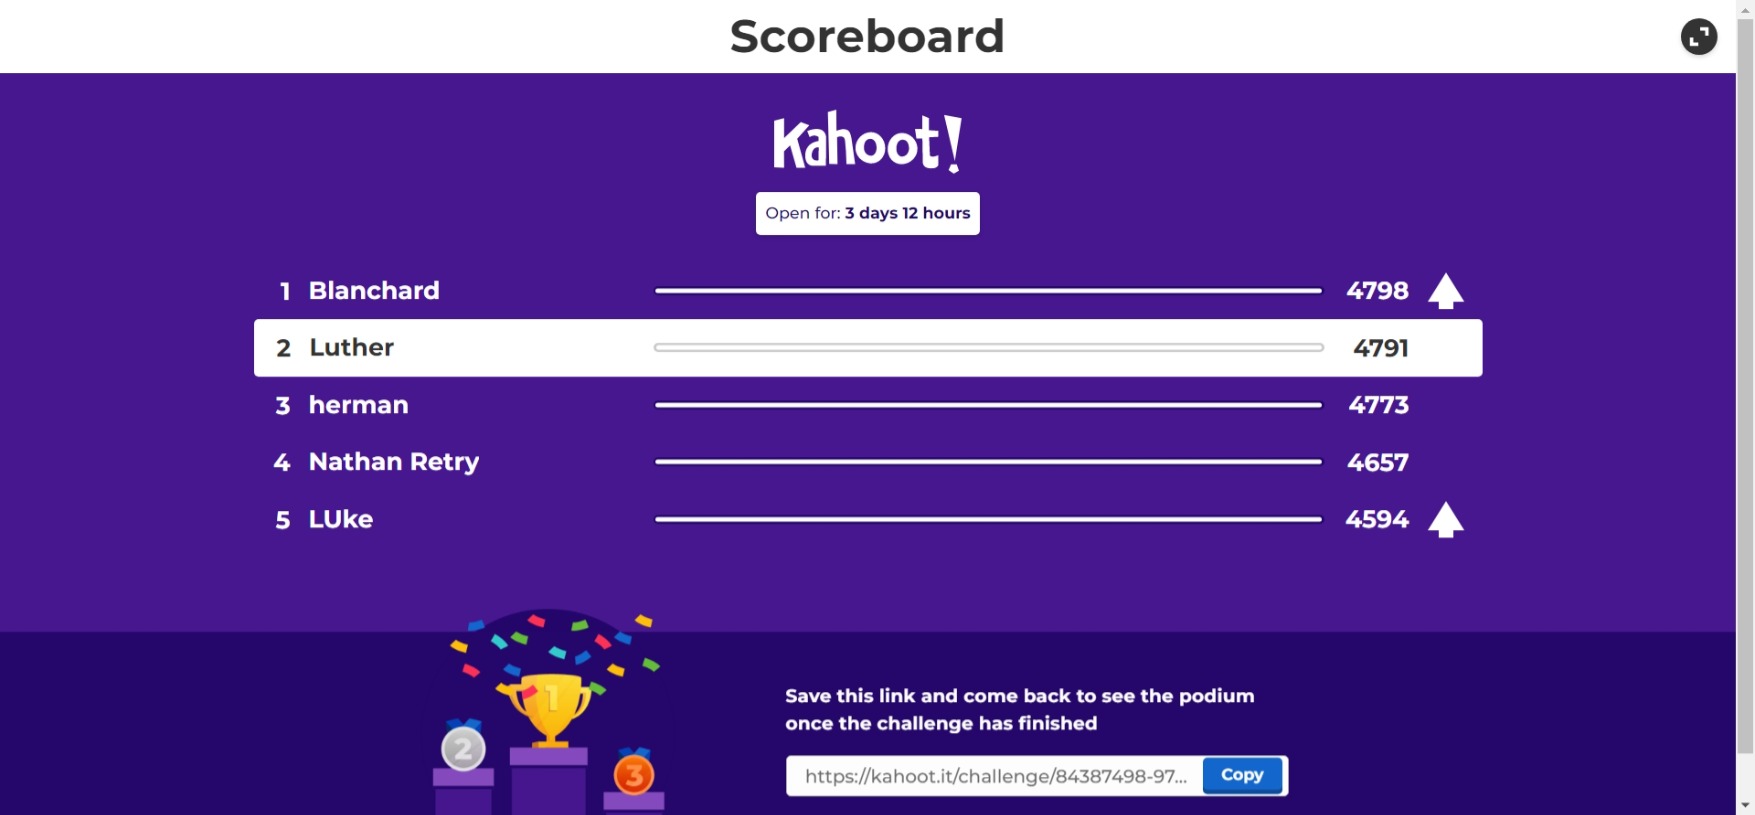 Scoreboard
Kahoot!
Open for: 3 days 12 hours
1 Blanchard 4798
2 Luther 4791
3 herman 4773
4 Nathan Retry 4657
5 LUke 4594
1
2
3
Save this link and come back to see the podium
once the challenge has finished
https://kahoot.it/challenge/84387498-97... Copy